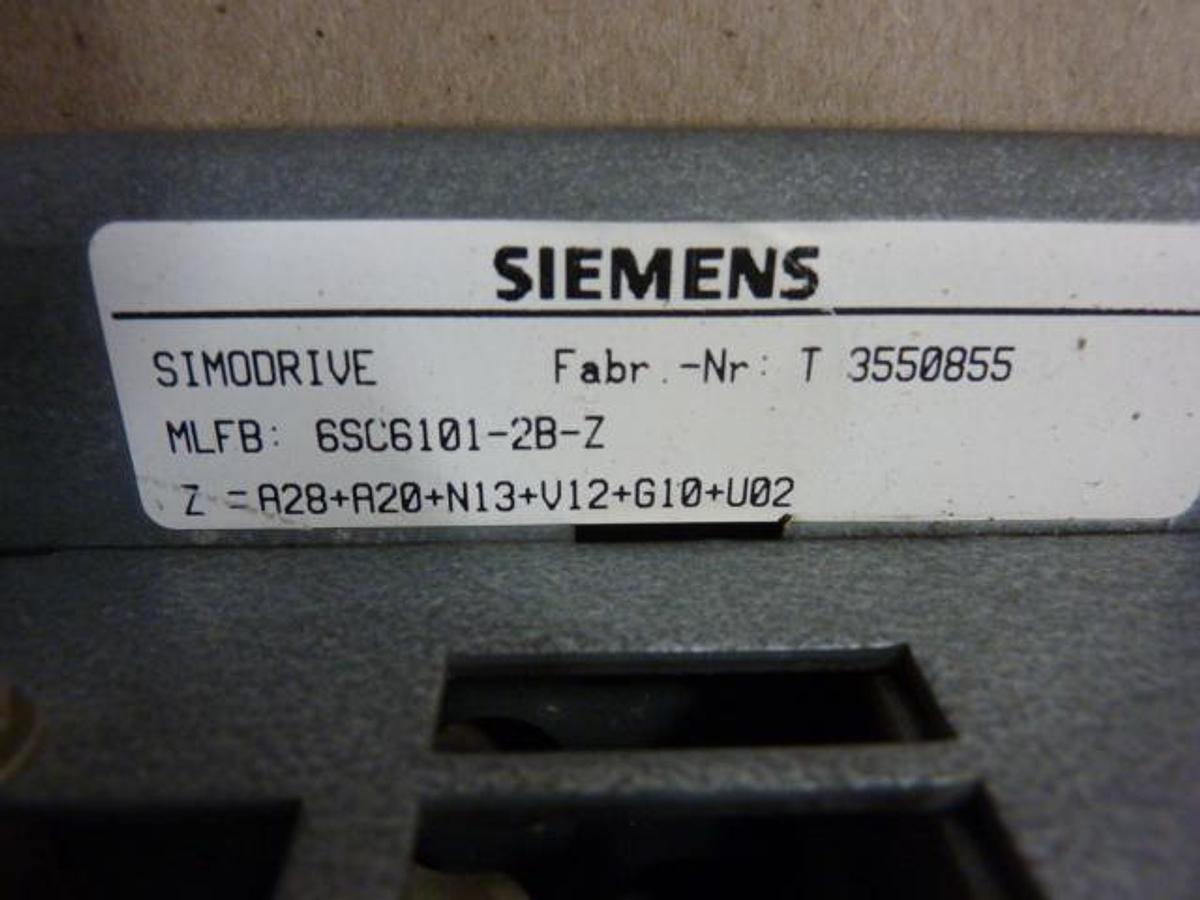 SIEMENS
SIMODRIVE Fabr.-Nr: T 3550855
MLFB: 6SC6101-2B-Z
Z =A28+A20+N13+V12+G10+U02